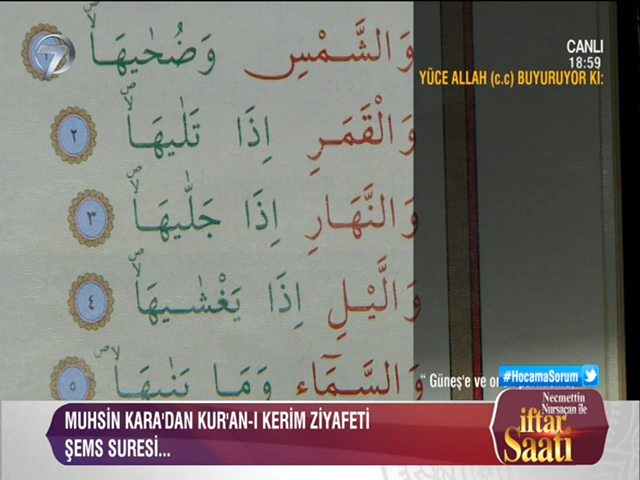 وَالشَّمْسِ وَضُحٰيهَاۙ
وَالْقَمَرِ اِذَا تَلٰيهَاۙ ٢
وَالنَّهَارِ اِذَا جَلّٰيهَاۙ ٣
وَالَّيْلِ اِذَا يَغْشٰيهَاۙ ٤
وَالسَّمَٓاءِ وَمَا بَنٰيهَاۙ ٥
7
CANLI
18:59
YÜCE ALLAH (c.c) BUYURUYOR KI:
“ Güneş'e ve
#HocamaSorum
MUHSİN KARA'DAN KUR'AN-I KERİM ZİYAFETİ
ŞEMS SURESİ...
Necmettin
Nursaçan ile
iftar
Saati